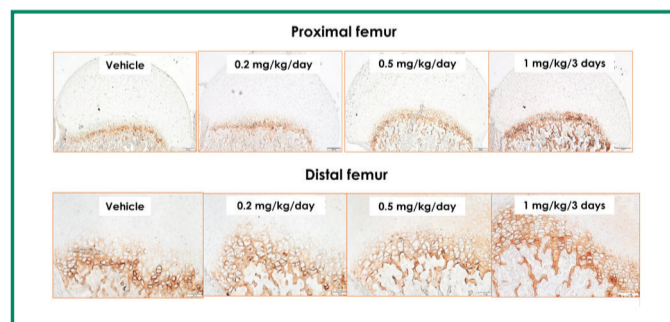 Proximal femur
Vehicle
0.2 mg/kg/day
0.5 mg/kg/day
1 mg/kg/3 days
Distal femur
Vehicle
0.2 mg/kg/day
0.5 mg/kg/day
1 mg/kg/3 days